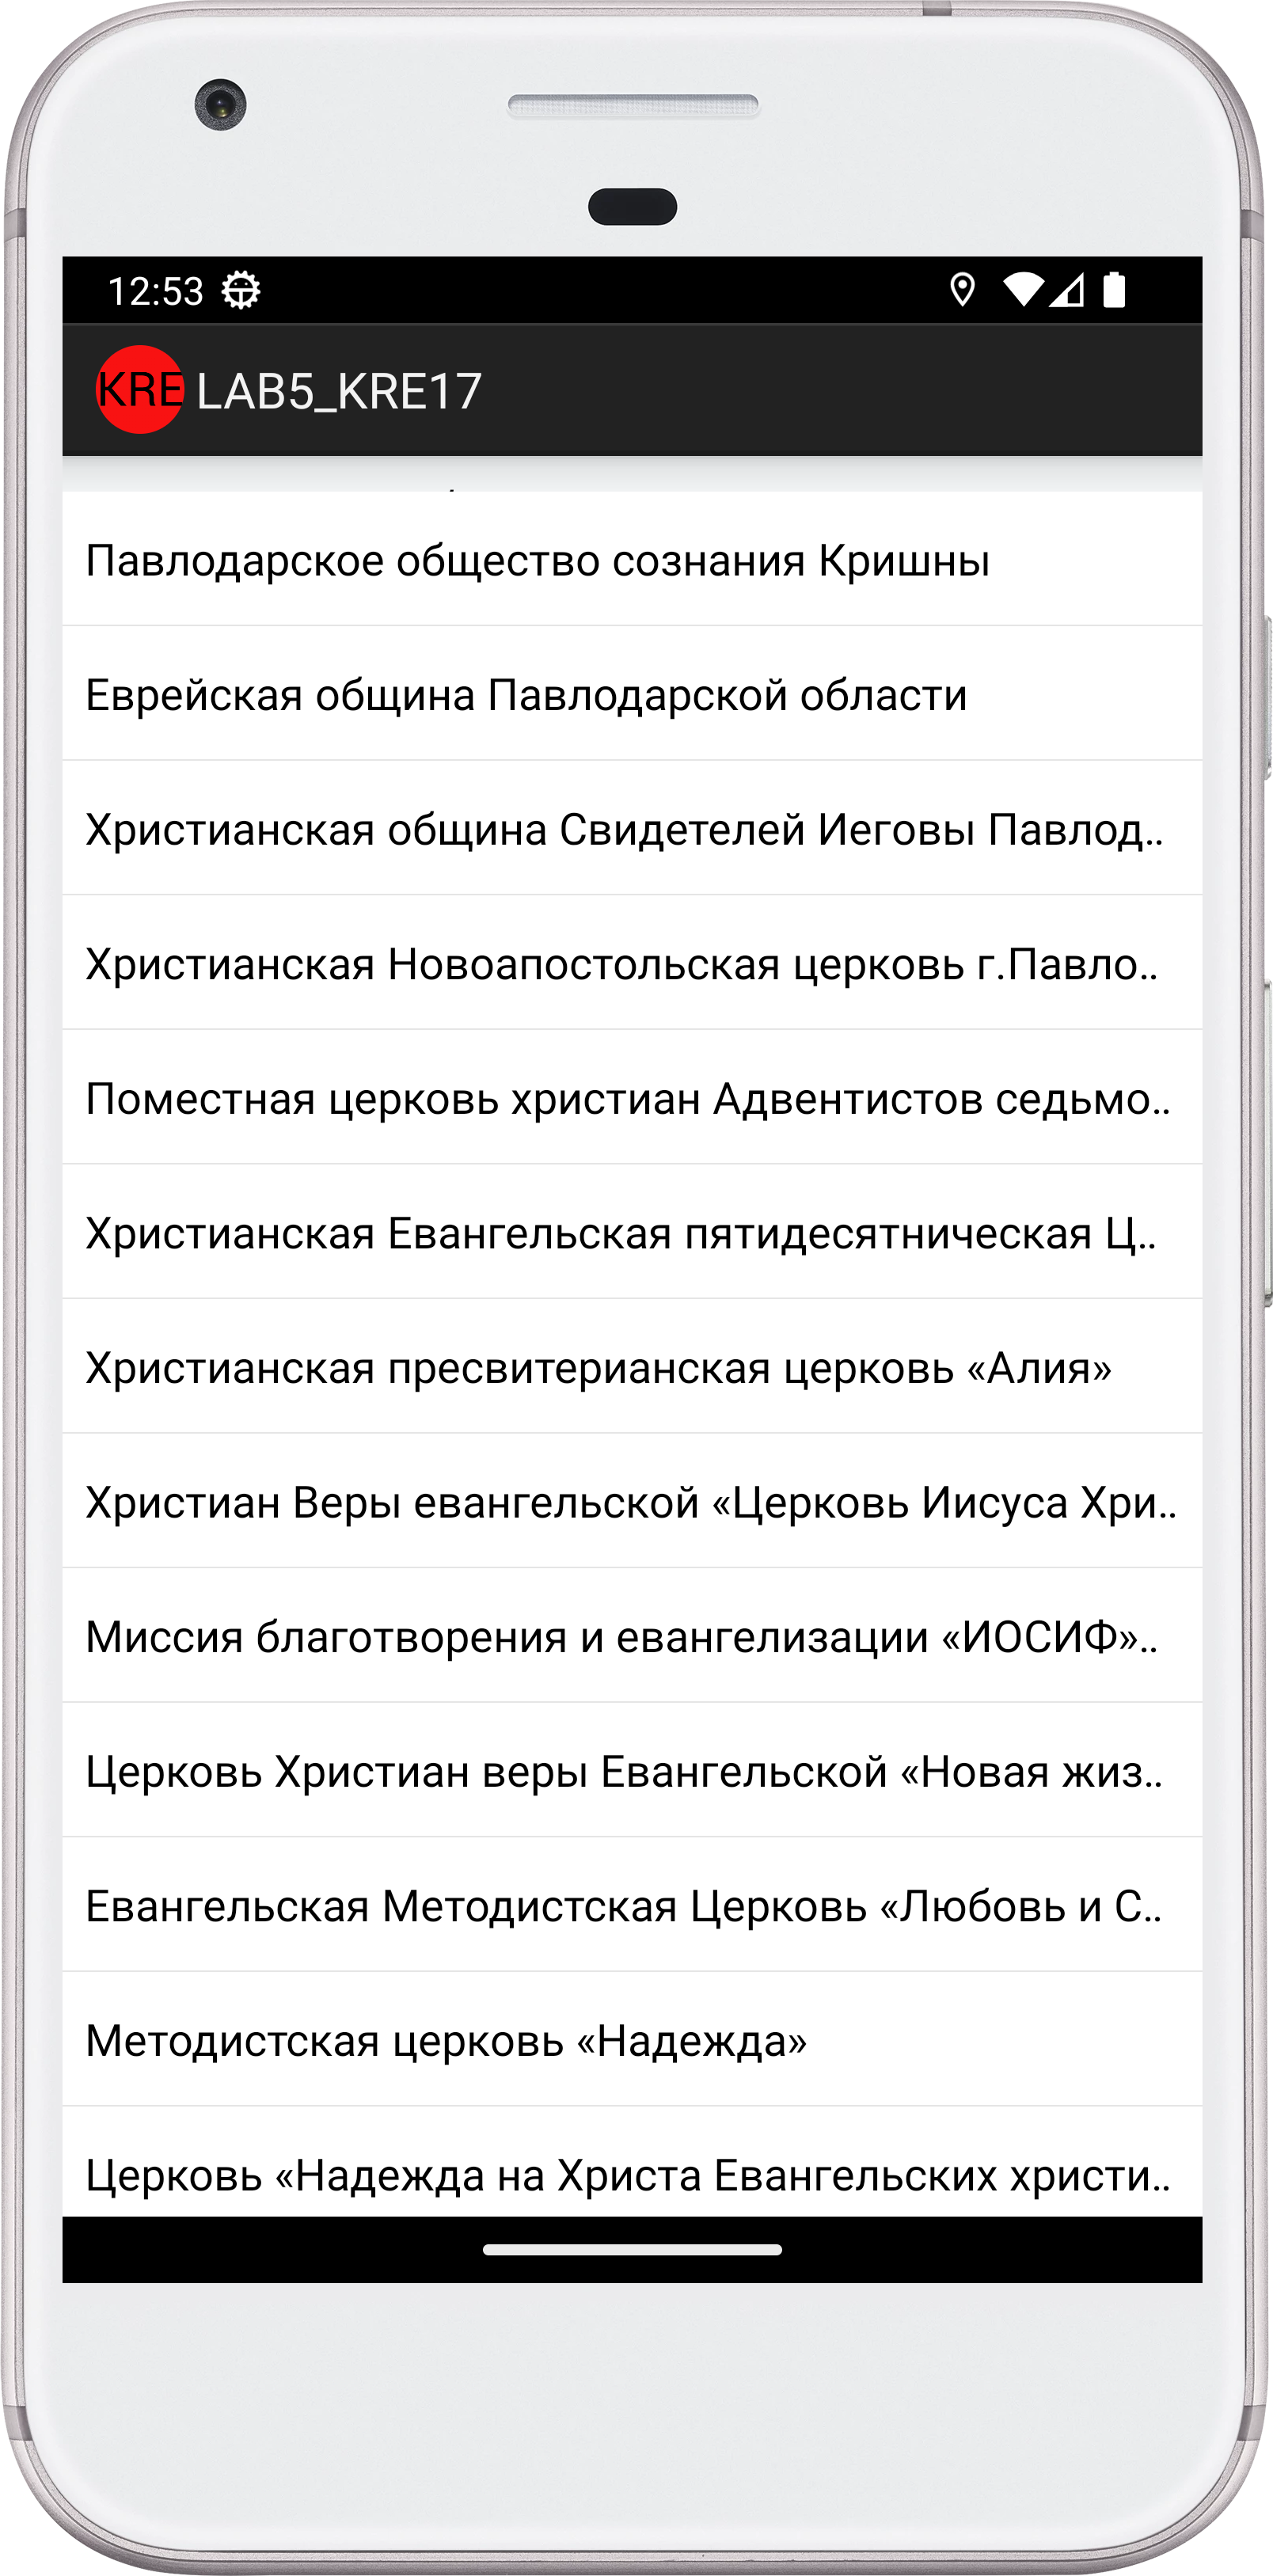 12:53
KRE LAB5_KRE17
Павлодарское общество сознания Кришны
Еврейская община Павлодарской области
Христианская община Свидетелей Иеговы Павлод..
Христианская Новоапостольская церковь г.Павло..
Поместная церковь христиан Адвентистов седьмо..
Христианская Евангельская пятидесятническая Ц..
Христианская пресвитерианская церковь «Алия»
Христиан Веры евангельской «Церковь Иисуса Хри..
Миссия благотворения и евангелизации «ИОСИФ»..
Церковь Христиан веры Евангельской «Новая жиз..
Евангельская Методистская Церковь «Любовь и С..
Методистская церковь «Надежда»
Церковь «Надежда на Христа Евангельских христи..